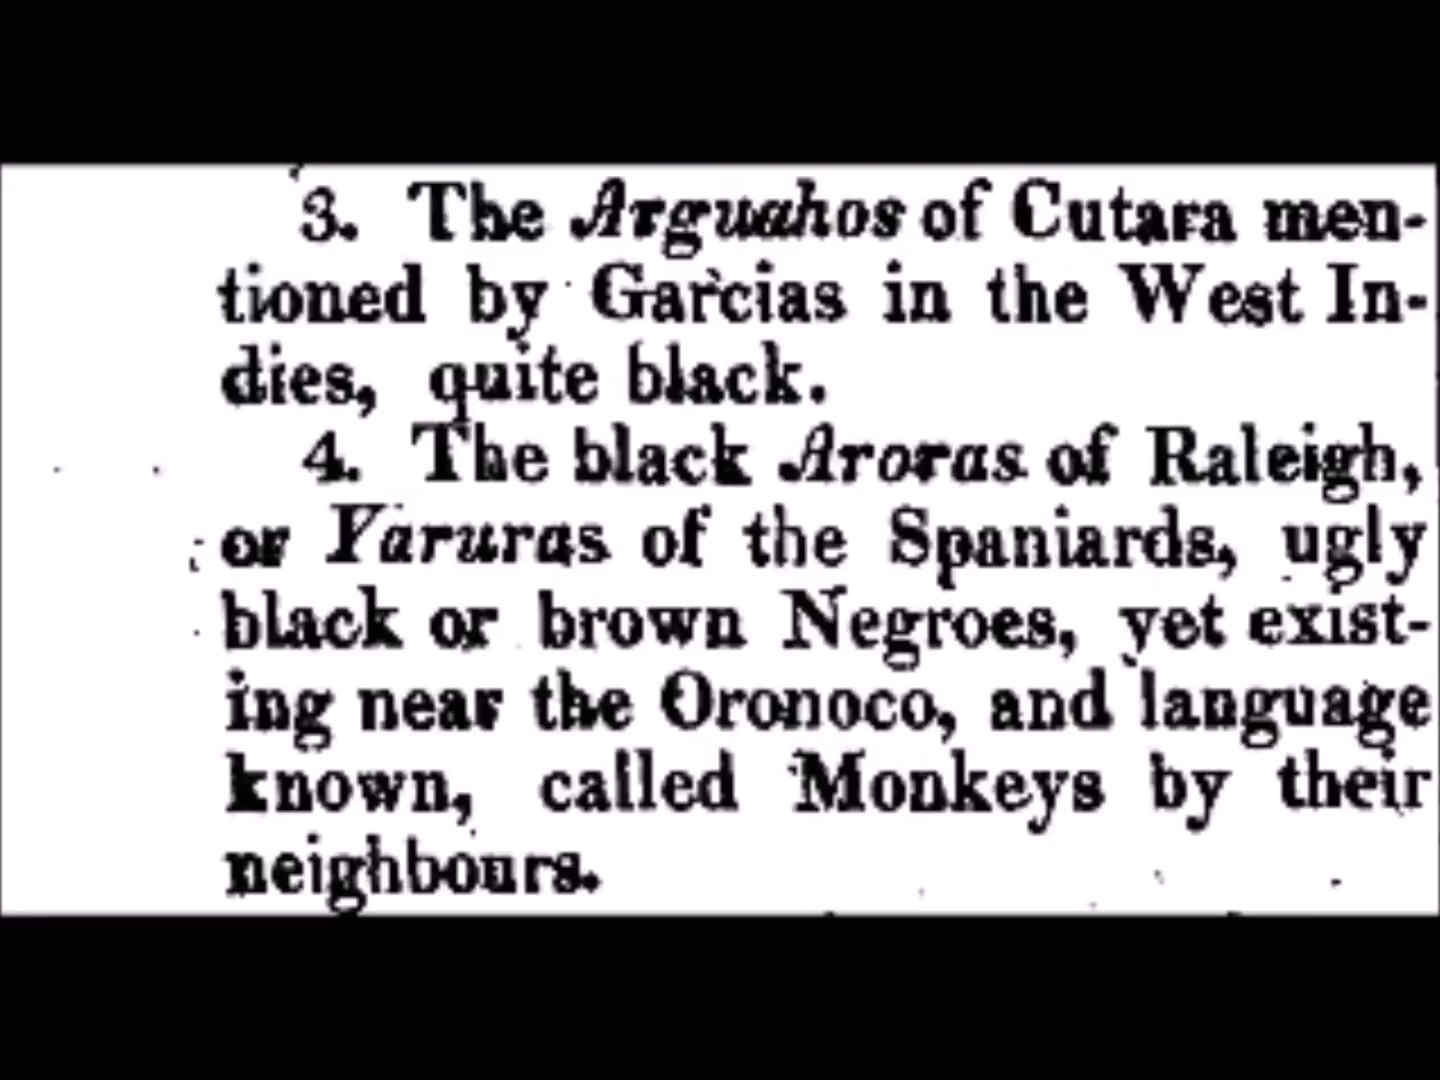 3. The Arguahos of Cutara men-
tioned by Garcias in the West In-
dies, quite black.
4. The black Aroras of Raleigh,
or Yaruras of the Spaniards, ugly
black or brown Negroes, yet exist-
ing near the Oronoco, and language
known, called Monkeys by their
neighbours.